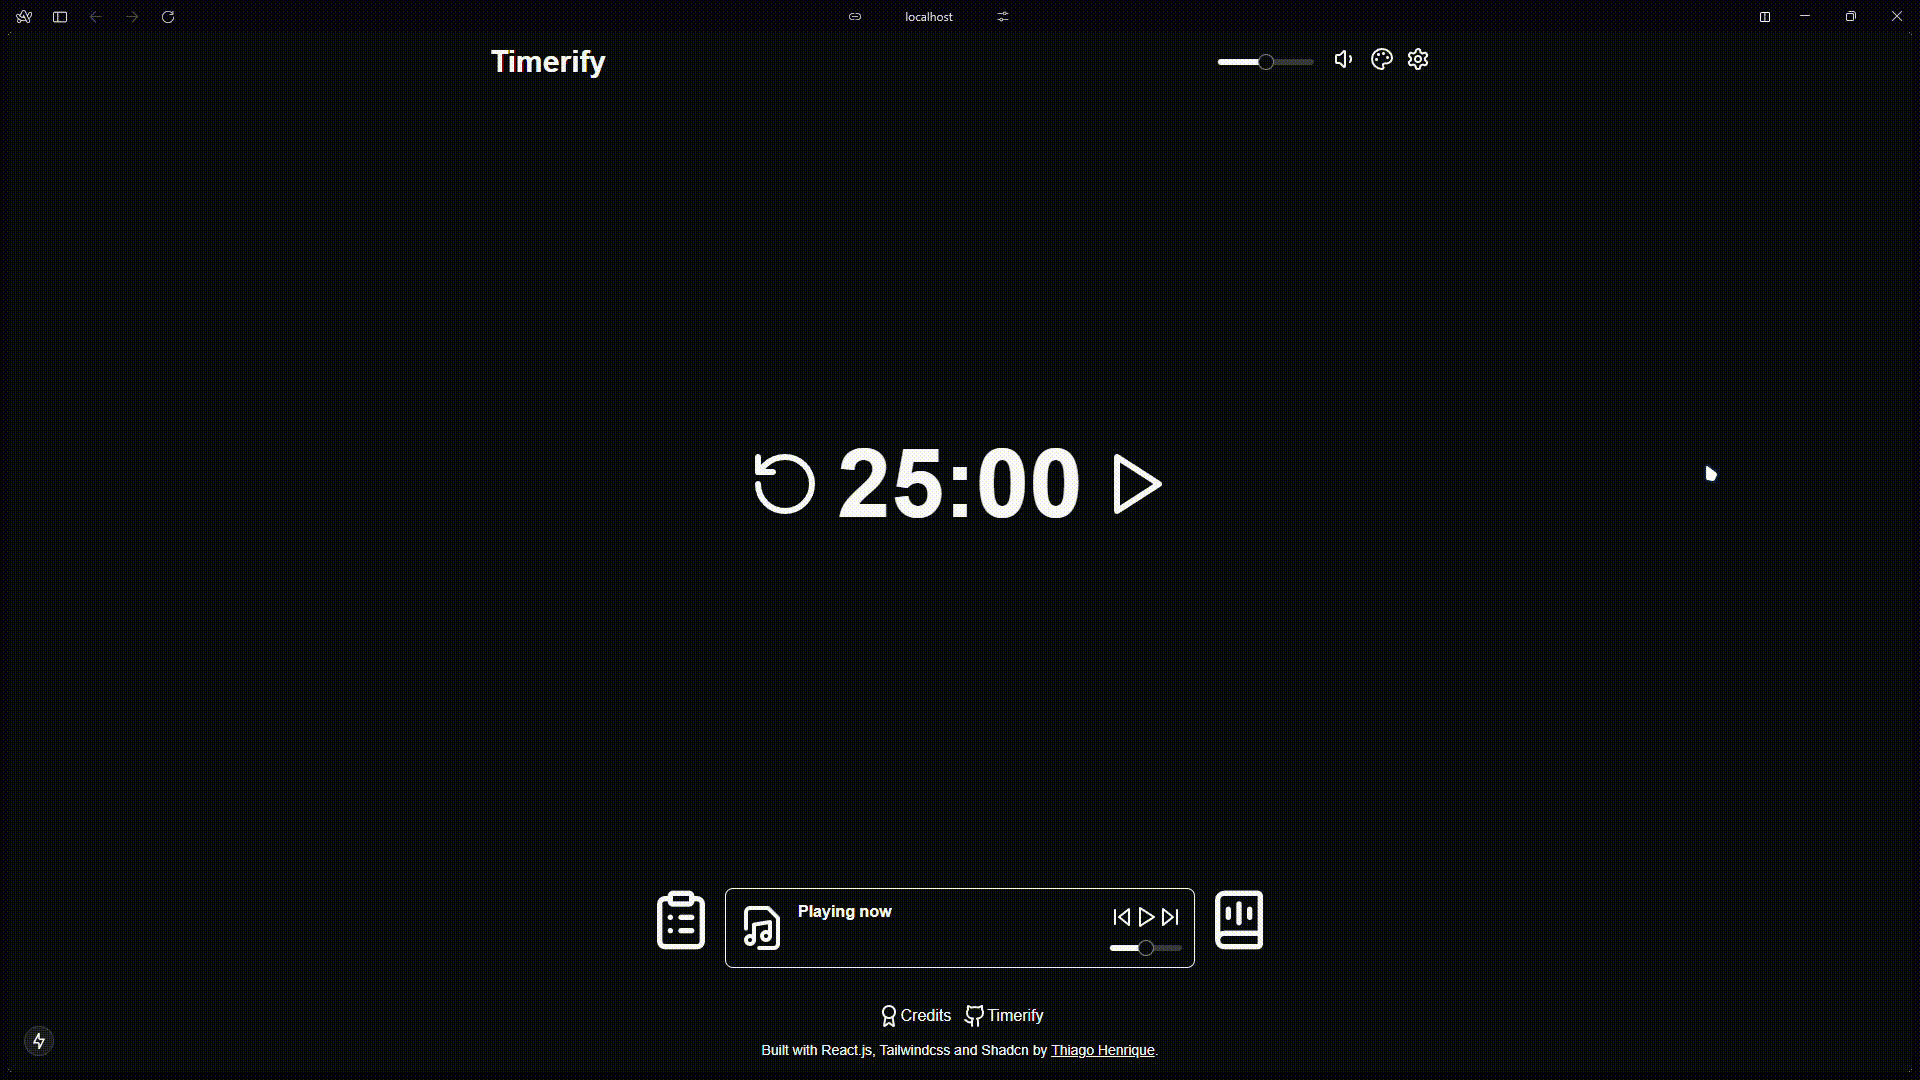 localhost
Timerify
25:00
Playing now
Credits Timerify
Built with React.js, Tailwindcss and Shadcn by Thiago Henrique.